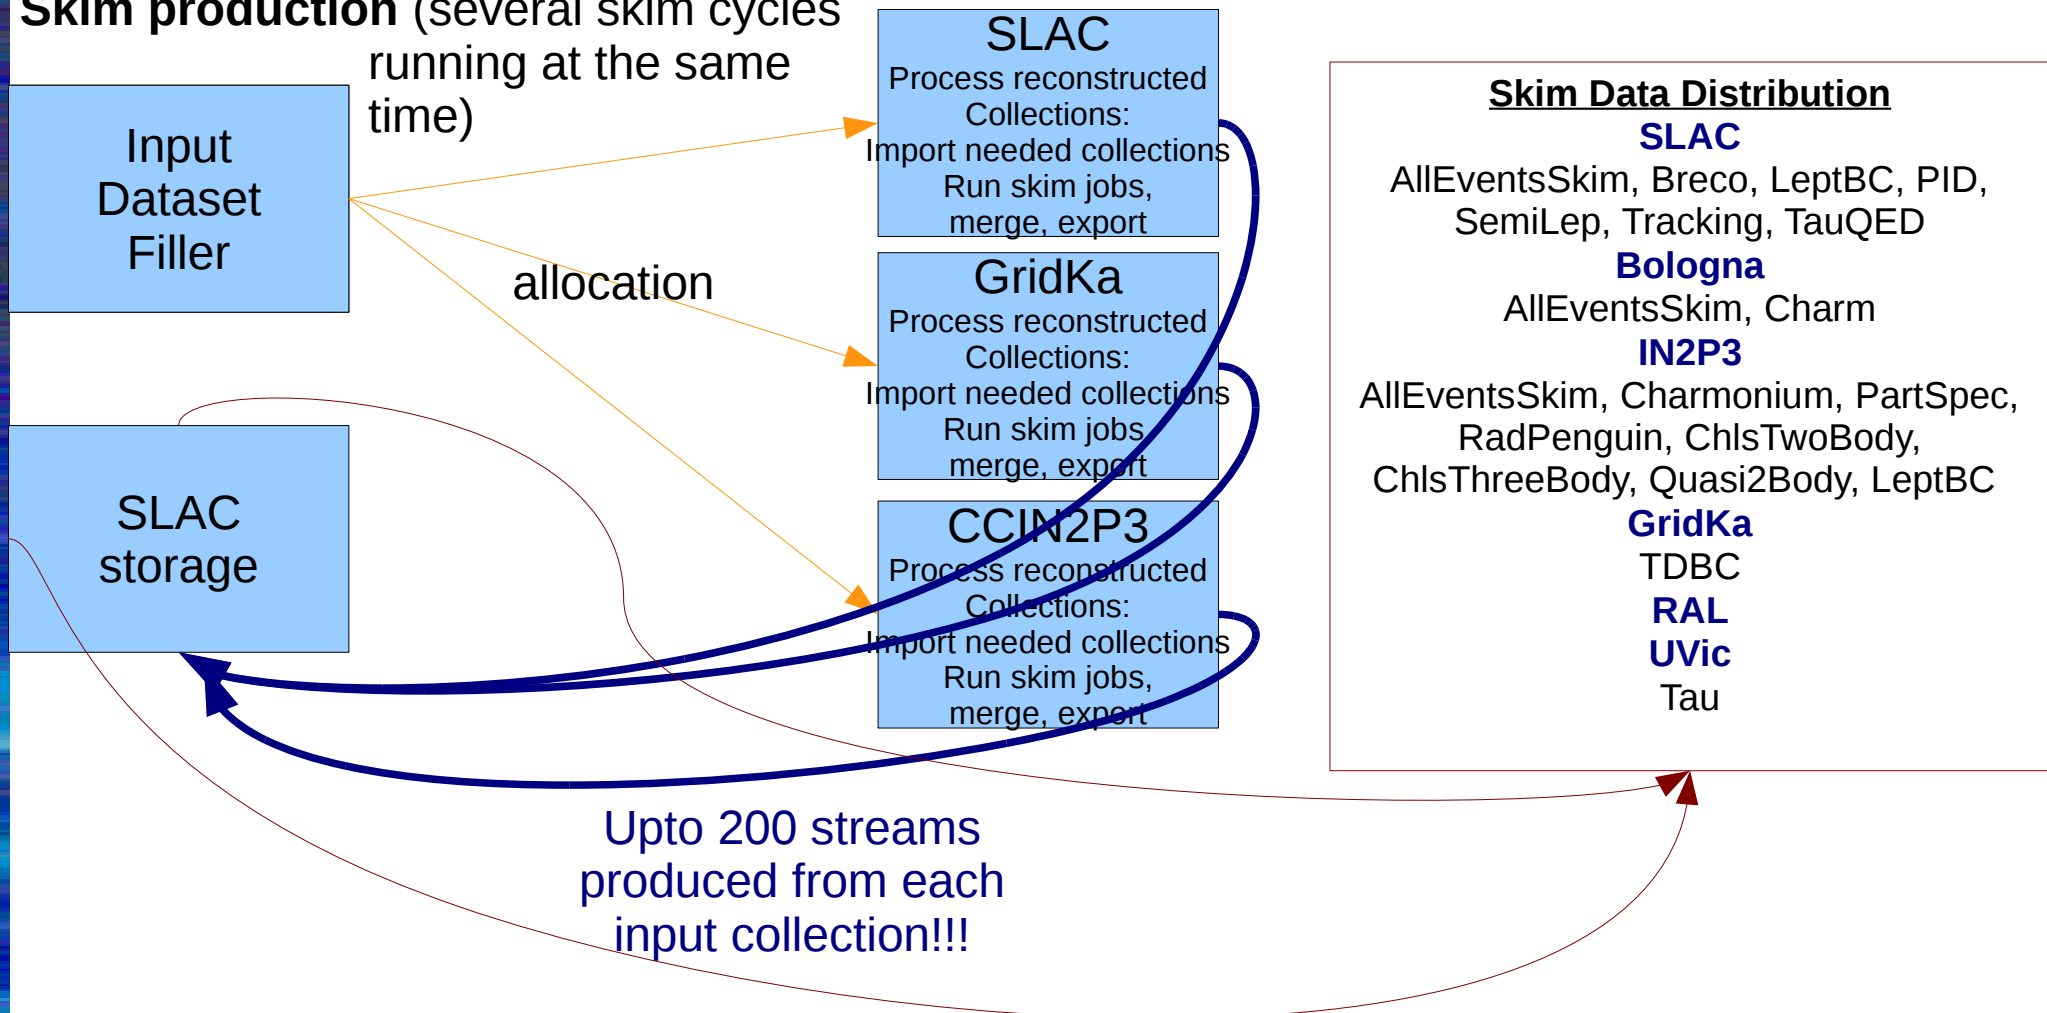 Skim production (several skim cycles
running at the same
time)
Input
Dataset
Filler
allocation
SLAC
storage
SLAC
Process reconstructed
Collections:
Import needed collections
Run skim jobs,
merge, export
GridKa
Process reconstructed
Collections:
Import needed collections
Run skim jobs,
merge, export
CCIN2P3
Process reconstructed
Collections:
Import needed collections
Run skim jobs,
merge, export
Upto 200 streams
produced from each
input collection!!!
Skim Data Distribution
SLAC
AllEventsSkim, Breco, LeptBC, PID,
SemiLep, Tracking, TauQED
Bologna
AllEventsSkim, Charm
IN2P3
AllEventsSkim, Charmonium, PartSpec,
RadPenguin, ChlsTwoBody,
ChlsThreeBody, Quasi2Body, LeptBC
GridKa
TDBC
RAL
UVic
Tau